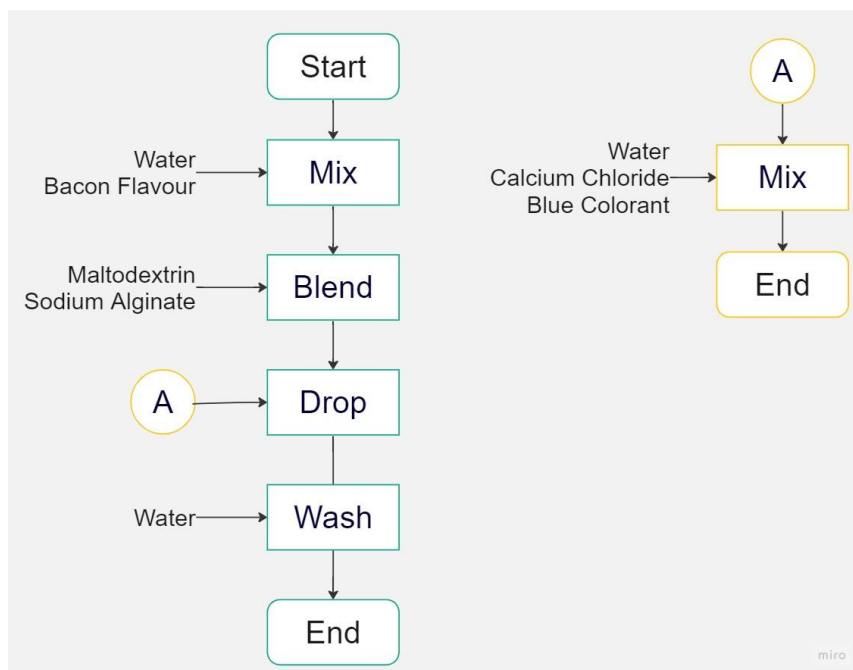 Start
Water
Bacon Flavour
Mix
Maltodextrin
Sodium Alginate
Blend
A
Drop
Water
Wash
End
A
Water
Calcium Chloride
Blue Colorant
Mix
End
miro